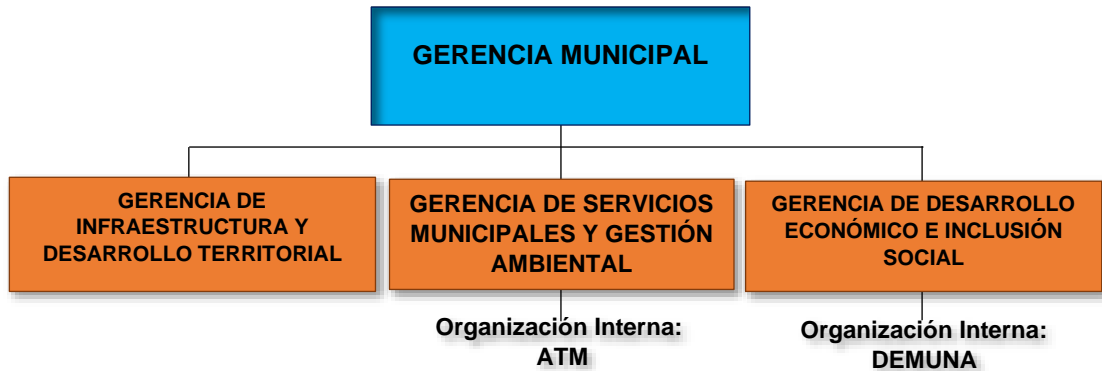 GERENCIA MUNICIPAL
GERENCIA DE
INFRAESTRUCTURA Y
DESARROLLO TERRITORIAL
GERENCIA DE SERVICIOS
MUNICIPALES Y GESTIÓN
AMBIENTAL
GERENCIA DE DESARROLLO
ECONÓMICO E INCLUSIÓN
SOCIAL
Organización Interna:
ATM
Organización Interna:
DEMUNA